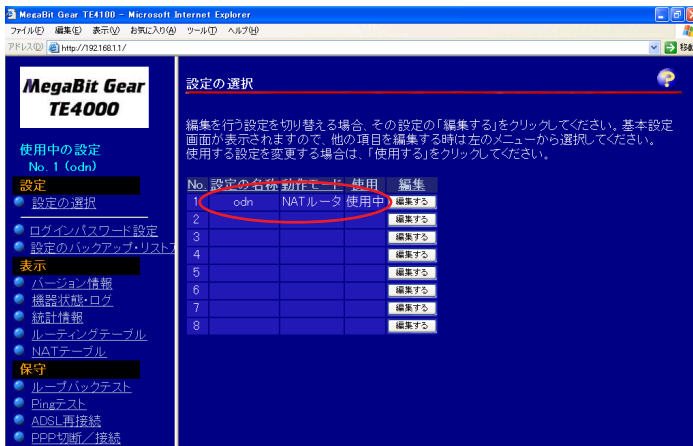 MegaBit Gear TE4100 - Microsoft Internet Explorer
ファイル(F) 編集(E) 表示(V) お気に入り(A) ツール(T) ヘルプ(H)
アドレス(D) http://192.168.1.1/ 移動
MegaBit Gear
TE4000
使用中の設定
No. 1 (odn)
設定
設定の選択
ログインパスワード設定
設定のバックアップ・リストア
表示
バージョン情報
機器状態・ログ
統計情報
ルーティングテーブル
NATテーブル
保守
ループバックテスト
Pingテスト
ADSL再接続
PPP切断/接続
設定の選択
編集を行う設定を切り替える場合、その設定の「編集する」をクリックしてください。基本設定
画面が表示されますので、他の項目を編集する時は左のメニューから選択してください。
使用する設定を変更する場合は、「使用する」をクリックしてください。
No. 設定の名称 動作モード 使用 編集
1 odn NATルータ 使用中 編集する
2 編集する
3 編集する
4 編集する
5 編集する
6 編集する
7 編集する
8 編集する